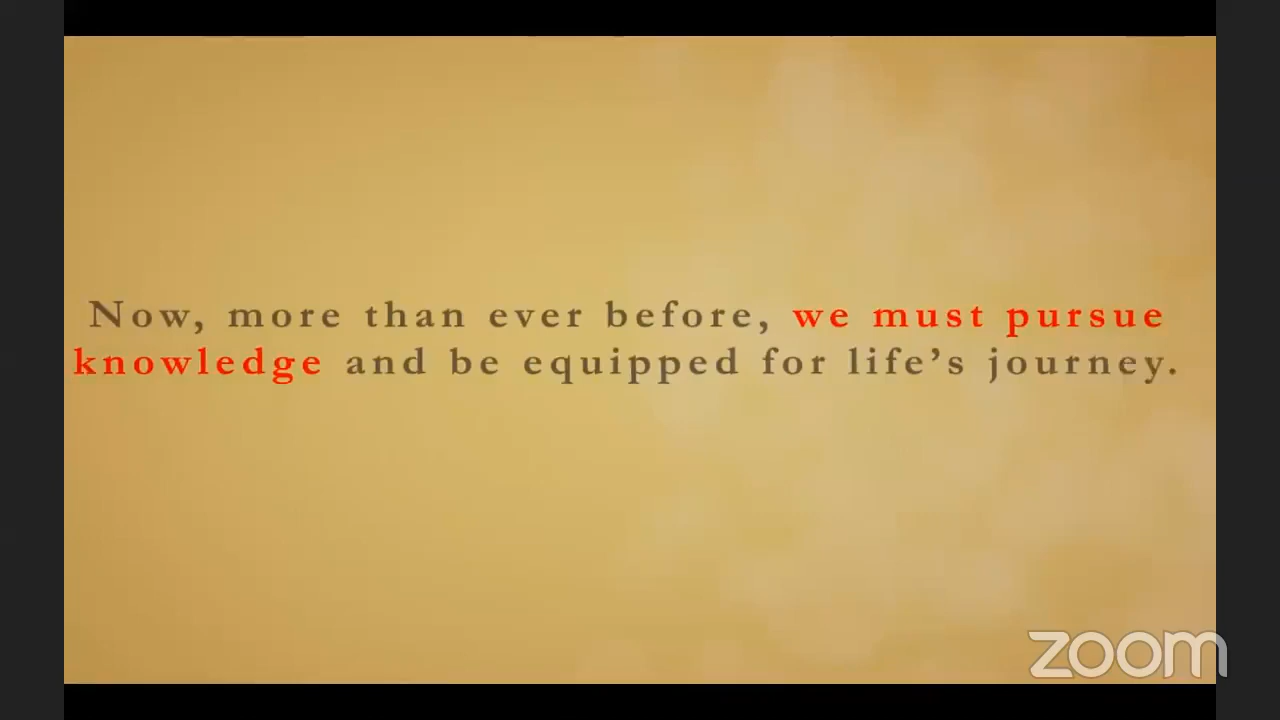 Now, more than ever before, we must pursue
knowledge and be equipped for life’s journey.
zoom